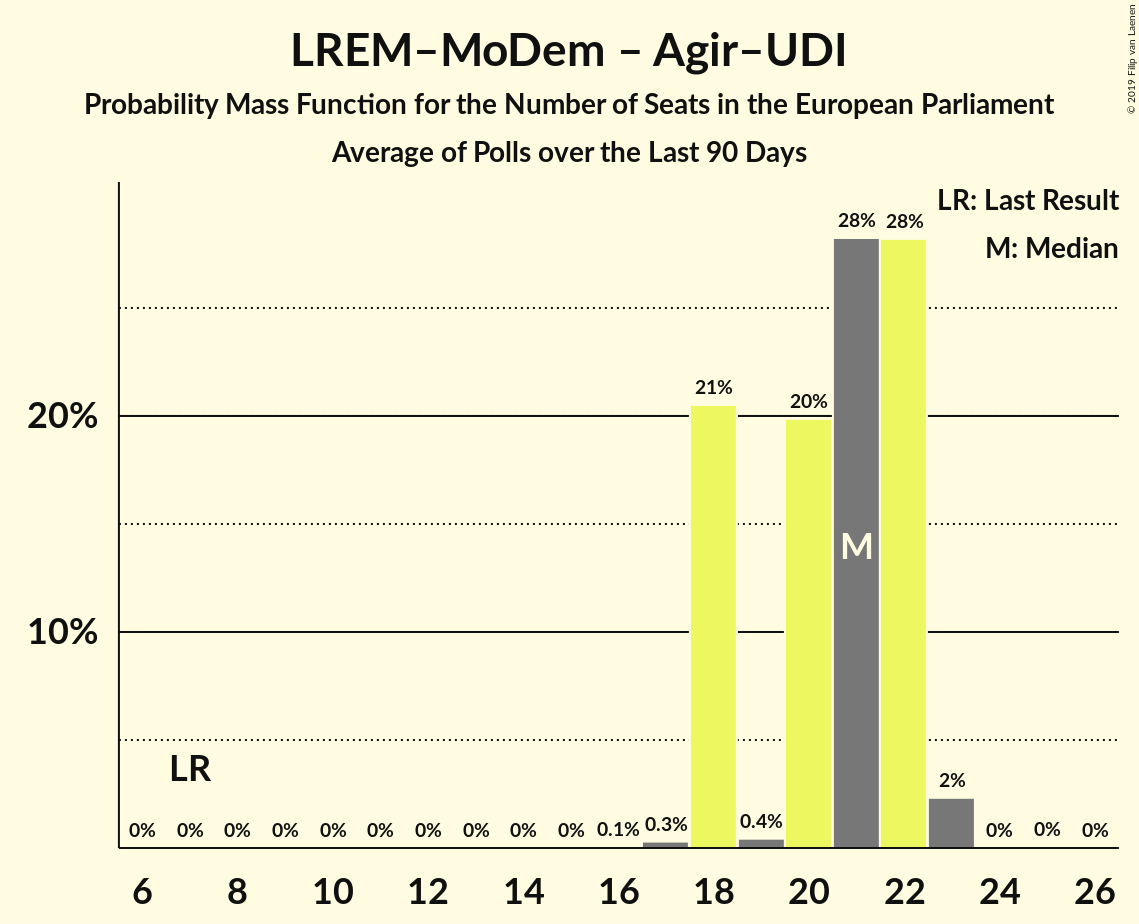 LREM–MoDem – Agir–UDI
Probability Mass Function for the Number of Seats in the European Parliament
Average of Polls over the Last 90 Days
© 2019 Filip van Laenen
LR: Last Result
M: Median
28% 28%
21%
20%
20%
M
10%
LR
2%
0% 0% 0% 0% 0% 0% 0% 0% 0% 0% 0.1% 0.3% 0.4% 0% 0% 0%
6 8 10 12 14 16 18 20 22 24 26